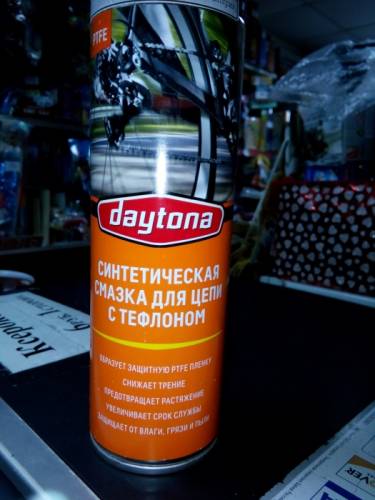 PTFE
daytona
СИНТЕТИЧЕСКАЯ
СМАЗКА ДЛЯ ЦЕПИ
С ТЕФЛОНОМ
ОБРАЗУЕТ ЗАЩИТНУЮ PTFE ПЛЕНКУ
СНИЖАЕТ ТРЕНИЕ
ПРЕДОТВРАЩАЕТ РАСТЯЖЕНИЕ
УВЕЛИЧИВАЕТ СРОК СЛУЖБЫ
ЗАЩИЩАЕТ ОТ ВЛАГИ, ГРЯЗИ И ПЫЛИ